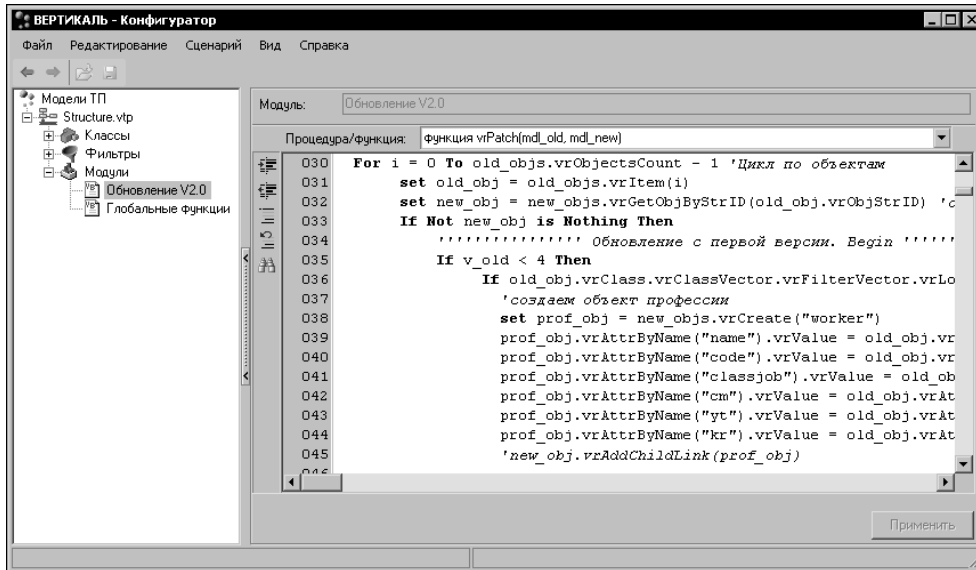 ВЕРТИКАЛЬ - Конфигуратор
Файл Редактирование Сценарий Вид Справка
Модели ТП
Structure.vtp
Классы
Фильтры
Модули
Обновление V2.0
Глобальные функции
Модуль: Обновление V2.0
Процедура/функция: функция vrPatch(mdl_old, mdl_new)
030 For i = 0 To old_objs.vrObjectsCount - 1 'Цикл по объектам
031 set old_obj = old_objs.vrItem(i)
032 set new_obj = new_objs.vrGetObjByStrID(old_obj.vrObjStrID) 'с
033 If Not new_obj is Nothing Then
034 '''''''''''''''' Обновление с первой версии. Begin ''''''
035 If v_old < 4 Then
036 If old_obj.vrClass.vrClassVector.vrFilterVector.vrLo
037 'создаем объект профессии
038 set prof_obj = new_objs.vrCreate("worker")
039 prof_obj.vrAttrByName("name").vrValue = old_obj.vr
040 prof_obj.vrAttrByName("code").vrValue = old_obj.vr
041 prof_obj.vrAttrByName("classjob").vrValue = old_ob
042 prof_obj.vrAttrByName("cm").vrValue = old_obj.vrAt
043 prof_obj.vrAttrByName("yt").vrValue = old_obj.vrAt
044 prof_obj.vrAttrByName("kr").vrValue = old_obj.vrAt
045 'new_obj.vrAddChildLink(prof_obj)
046
Применить